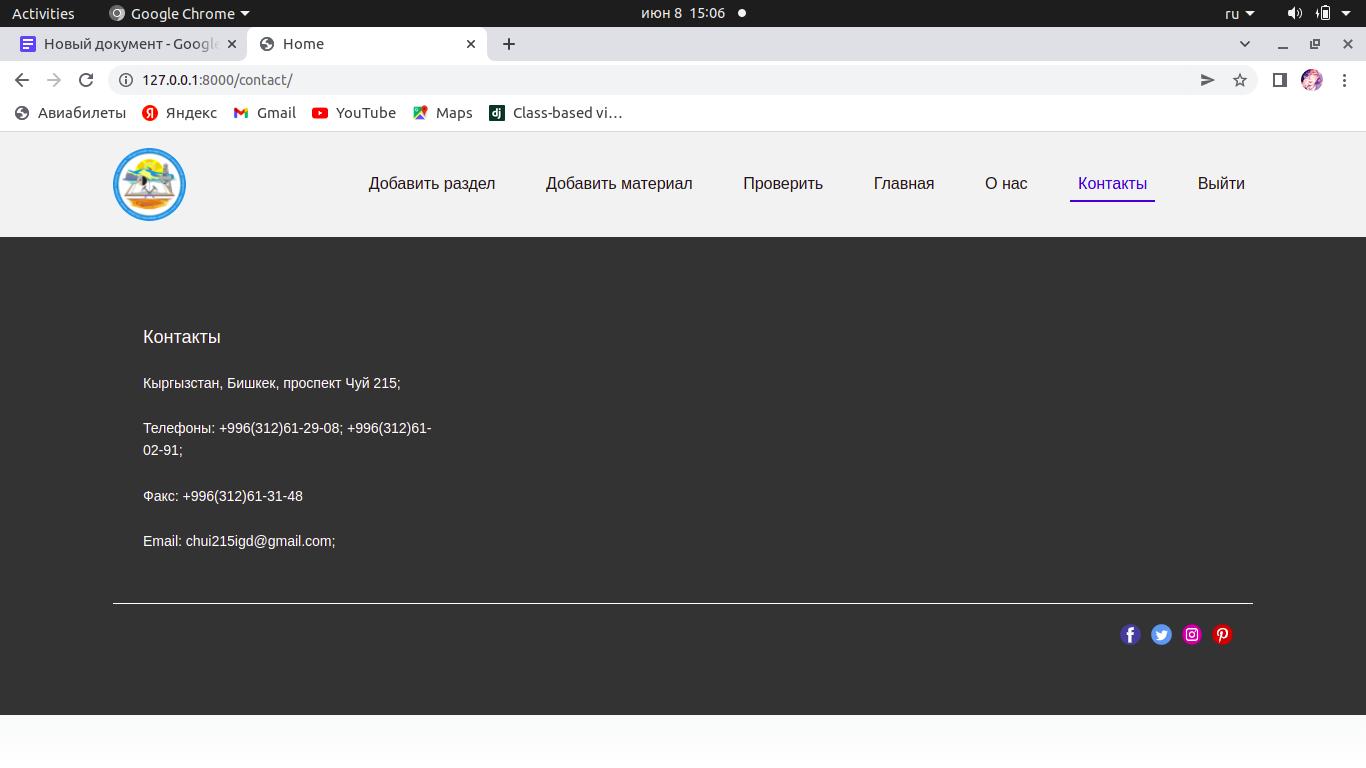 Activities Google Chrome июн 8 15:06 ru
Новый документ - Google Home
127.0.0.1:8000/contact/
Авиабилеты Яндекс Gmail YouTube Maps dj Class-based vi…
Добавить раздел Добавить материал Проверить Главная О нас Контакты Выйти
Контакты
Кыргызстан, Бишкек, проспект Чуй 215;
Телефоны: +996(312)61-29-08; +996(312)61-
02-91;
Факс: +996(312)61-31-48
Email: chui215igd@gmail.com;